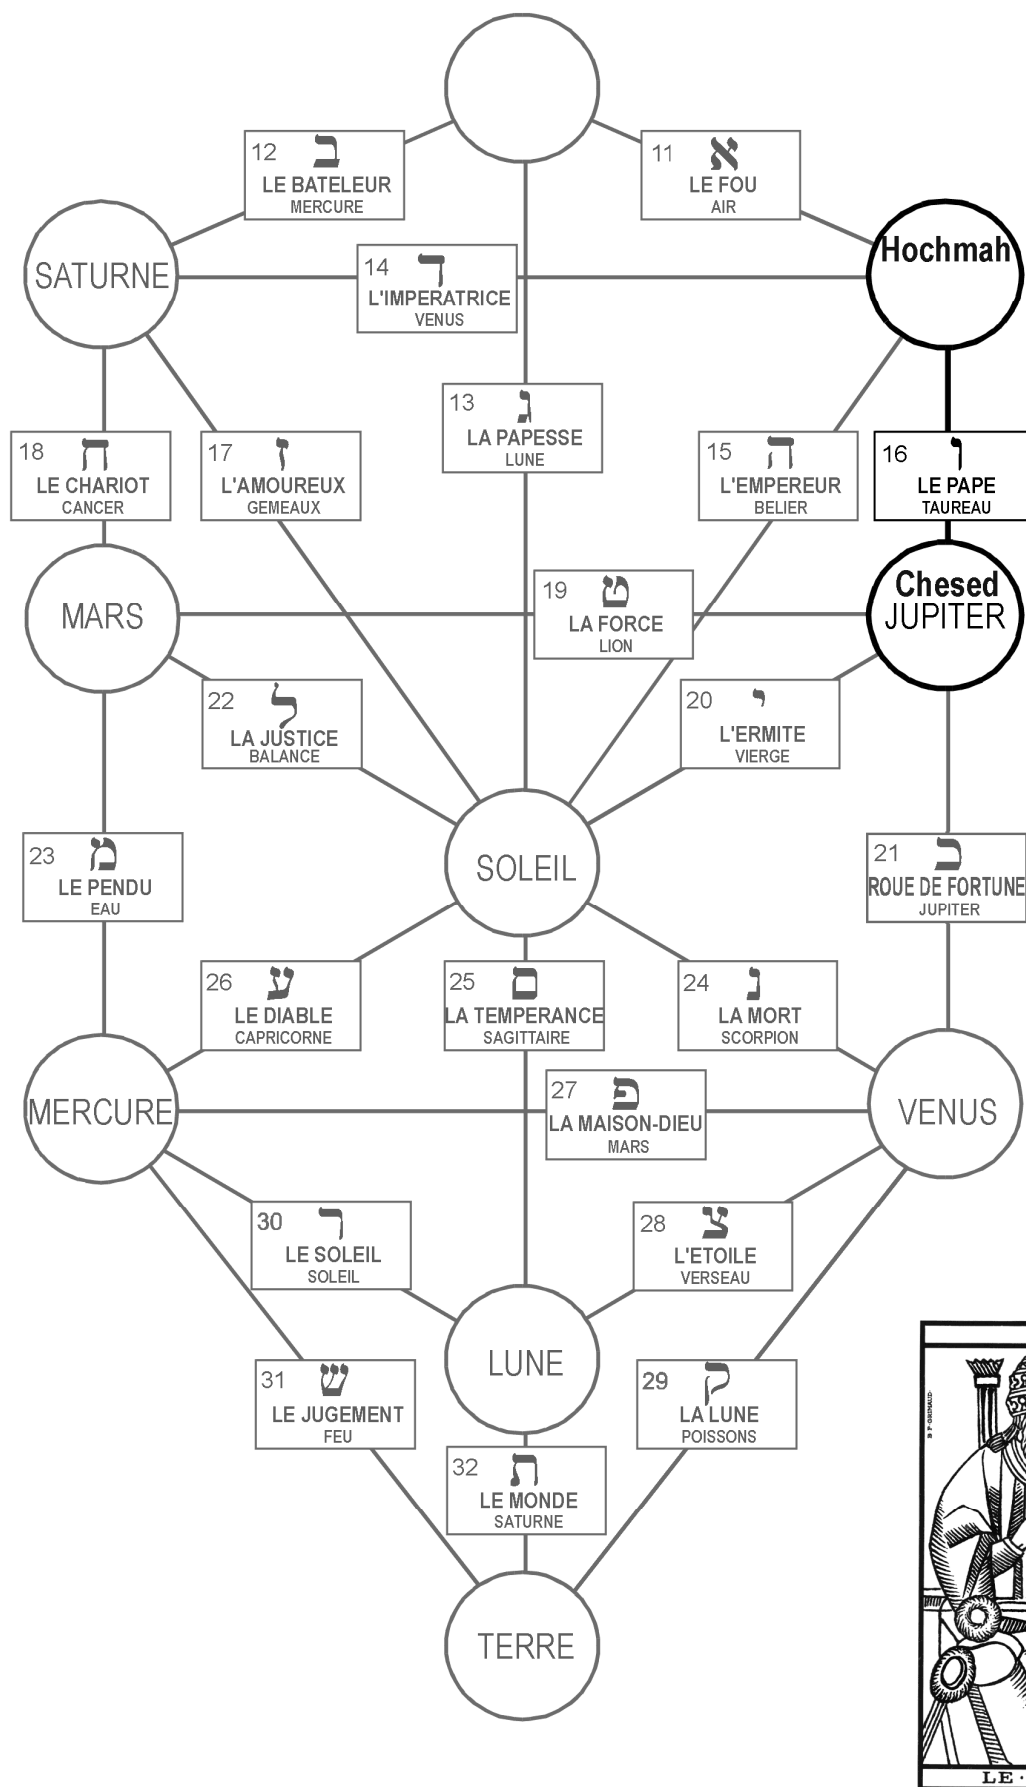 12 ב
LE BATELEUR
MERCURE
11 א
LE FOU
AIR
SATURNE
Hochmah
14 ד
L'IMPERATRICE
VENUS
13 ג
LA PAPESSE
LUNE
18 ח
LE CHARIOT
CANCER
17 ז
L'AMOUREUX
GEMEAUX
15 ה
L'EMPEREUR
BELIER
16 ו
LE PAPE
TAUREAU
MARS
Chesed
JUPITER
19 ט
LA FORCE
LION
22 ל
LA JUSTICE
BALANCE
20 י
L'ERMITE
VIERGE
SOLEIL
23 מ
LE PENDU
EAU
21 כ
ROUE DE FORTUNE
JUPITER
26 ע
LE DIABLE
CAPRICORNE
25 ם
LA TEMPERANCE
SAGITTAIRE
24 נ
LA MORT
SCORPION
MERCURE
VENUS
27 פ
LA MAISON-DIEU
MARS
30 ר
LE SOLEIL
SOLEIL
28 צ
L'ETOILE
VERSEAU
LUNE
31 ש
LE JUGEMENT
FEU
29 ק
LA LUNE
POISSONS
32 ת
LE MONDE
SATURNE
TERRE
B·P·GRIMAUD·
LE·